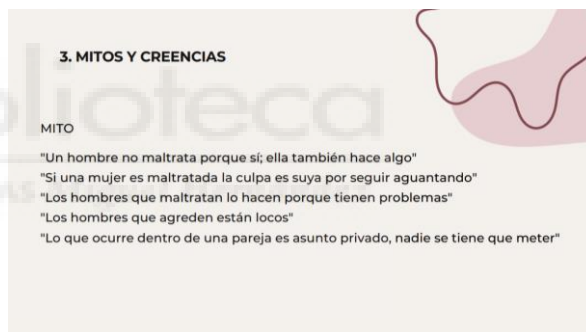 3. MITOS Y CREENCIAS
MITO
"Un hombre no maltrata porque sí; ella también hace algo"
"Si una mujer es maltratada la culpa es suya por seguir aguantando"
"Los hombres que maltratan lo hacen porque tienen problemas"
"Los hombres que agreden están locos"
"Lo que ocurre dentro de una pareja es asunto privado, nadie se tiene que meter"